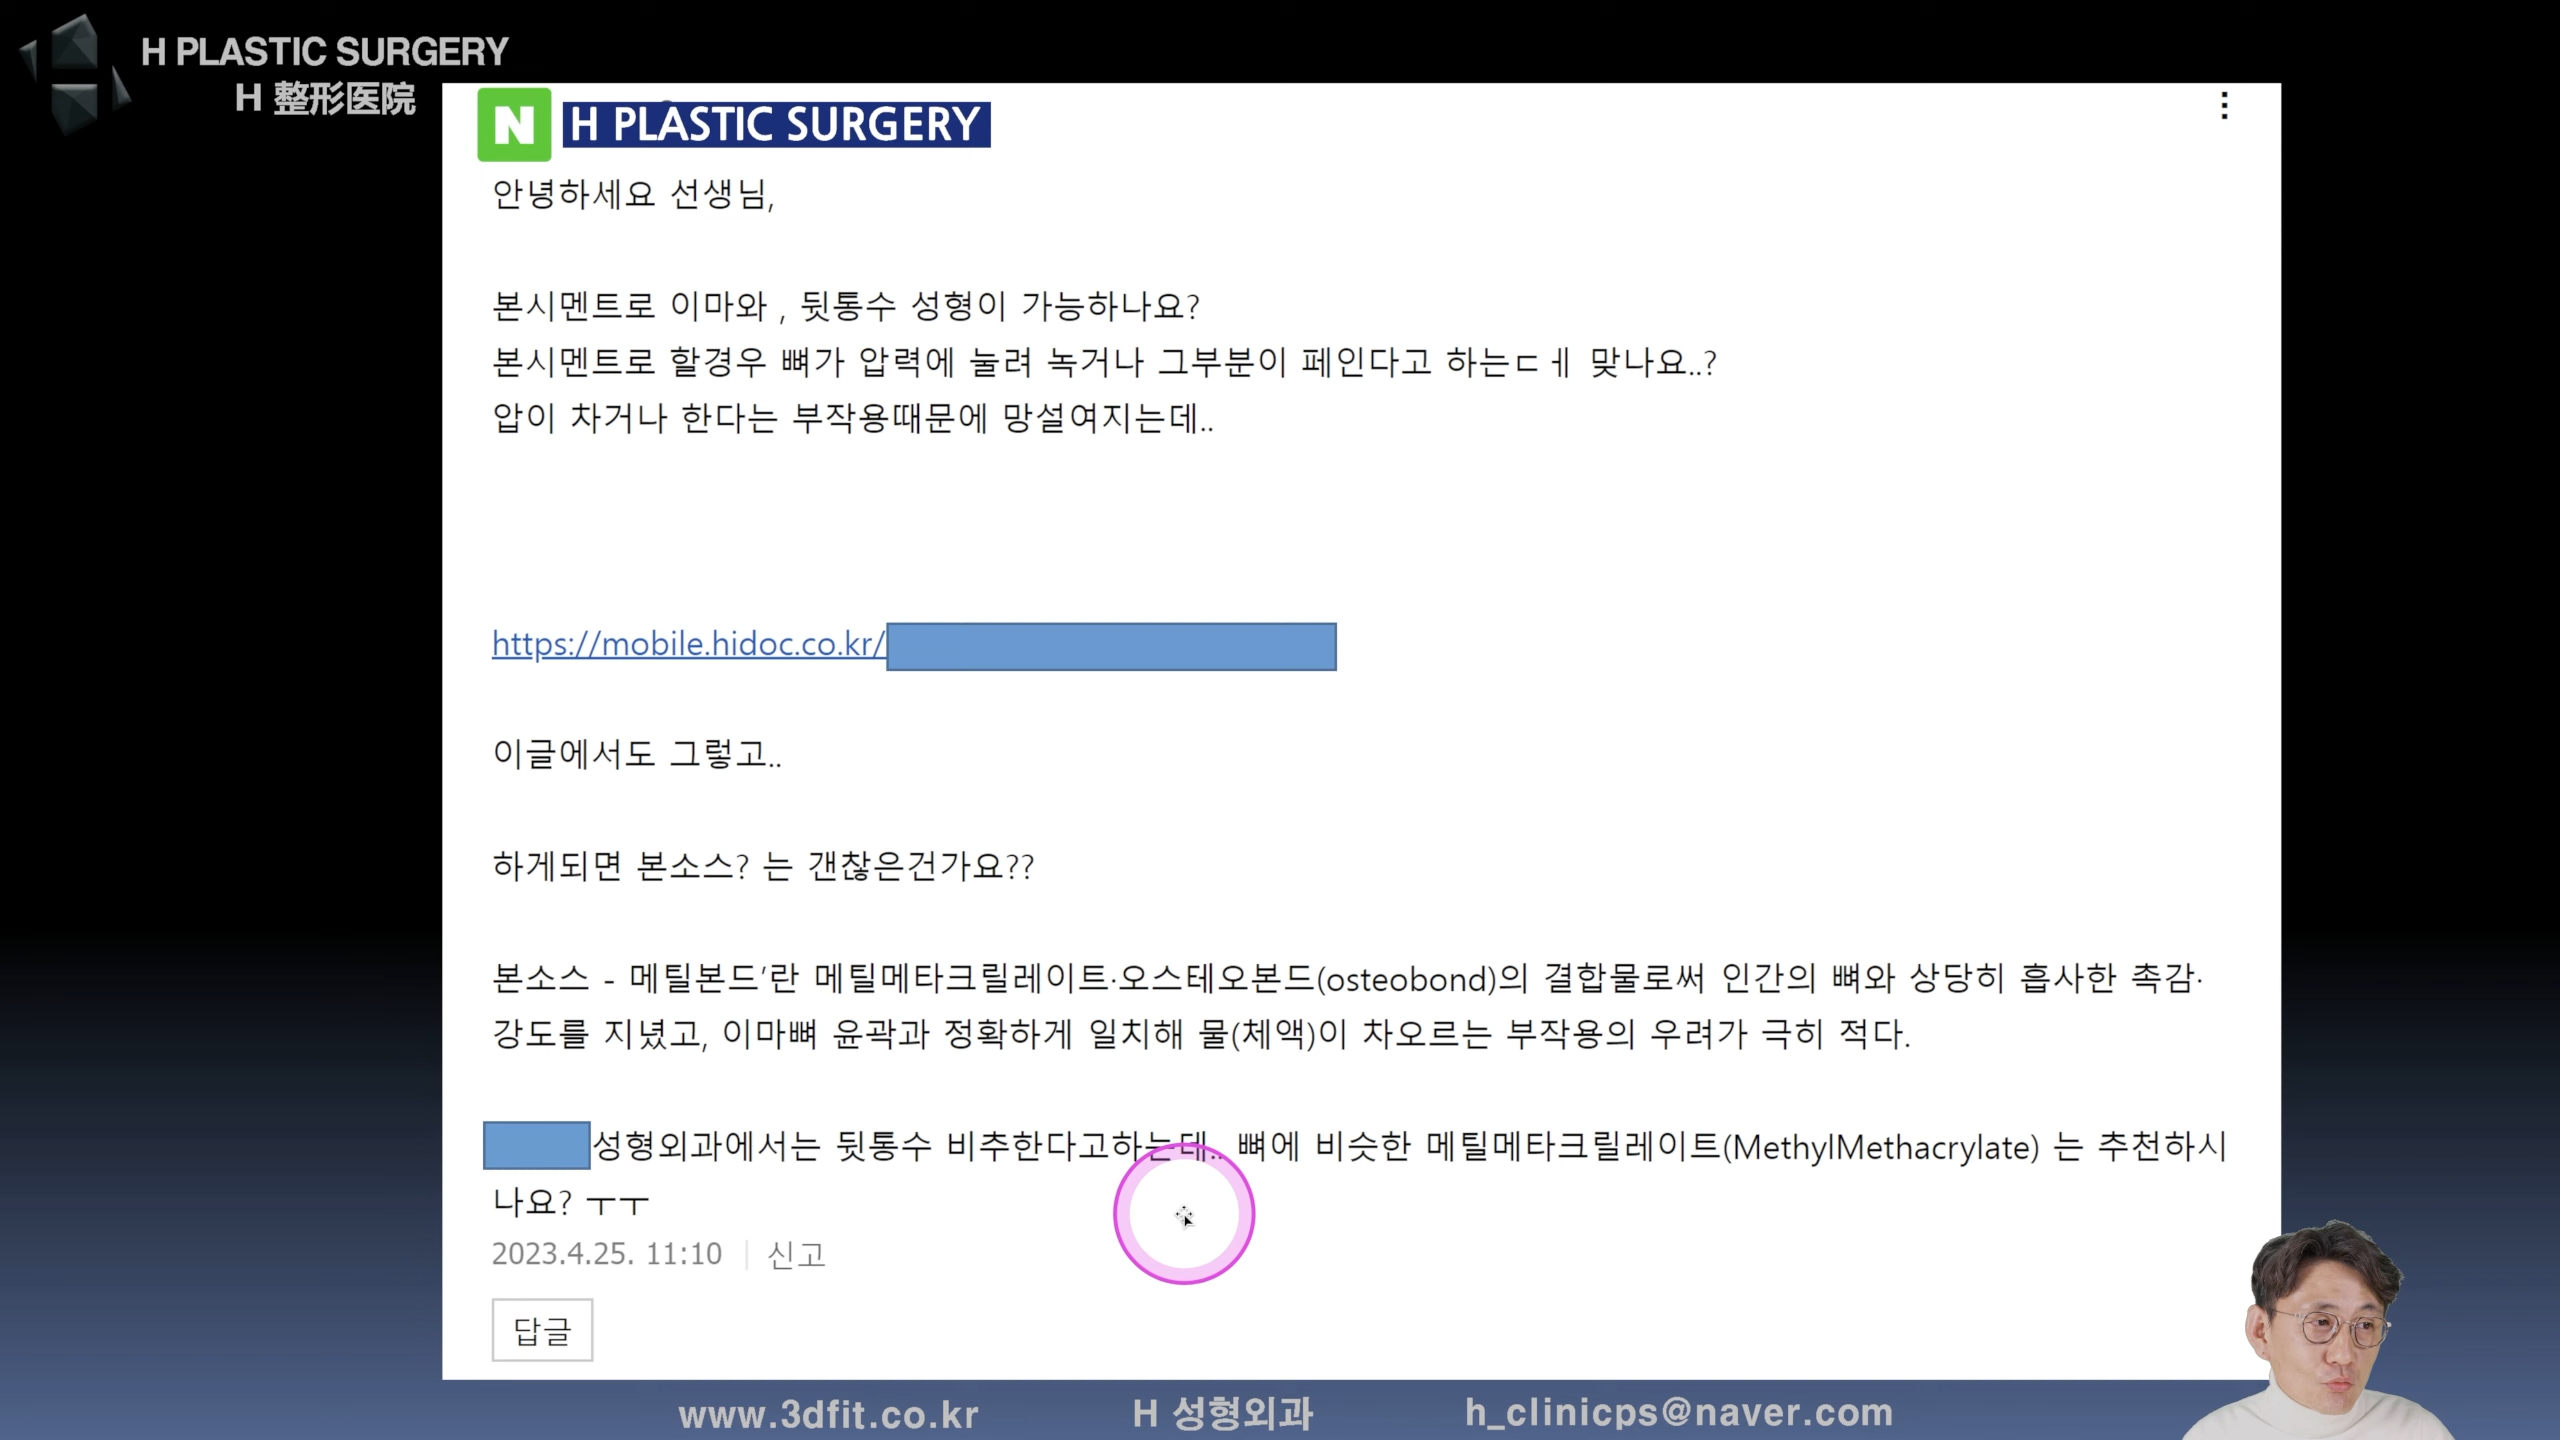 H PLASTIC SURGERY
H 整形医院
N H PLASTIC SURGERY
안녕하세요 선생님,
본시멘트로 이마와 , 뒷통수 성형이 가능하나요?
본시멘트로 할경우 뼈가 압력에 눌려 녹거나 그부분이 페인다고 하는ㄷㅔ 맞나요..?
압이 차거나 한다는 부작용때문에 망설여지는데..
https://mobile.hidoc.co.kr/
이글에서도 그렇고..
하게되면 본소스? 는 갠찮은건가요??
본소스 - 메틸본드'란 메틸메타크릴레이트·오스테오본드(osteobond)의 결합물로써 인간의 뼈와 상당히 흡사한 촉감·
강도를 지녔고, 이마뼈 윤곽과 정확하게 일치해 물(체액)이 차오르는 부작용의 우려가 극히 적다.
성형외과에서는 뒷통수 비추한다고하는데.. 뼈에 비슷한 메틸메타크릴레이트(MethylMethacrylate) 는 추천하시
나요? ㅜㅜ
2023.4.25. 11:10 신고
답글
www.3dfit.co.kr H 성형외과 h_clinicps@naver.com